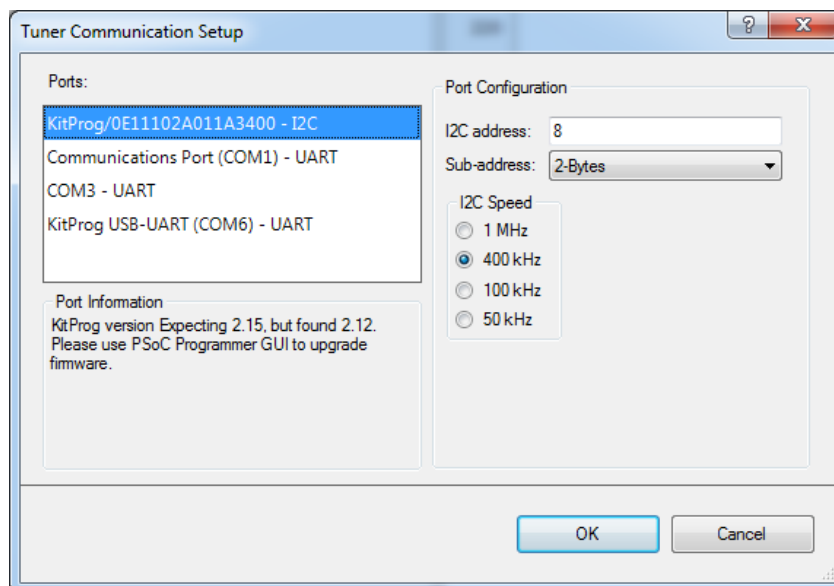 Tuner Communication Setup
Ports:
KitProg/0E11102A011A3400 - I2C
Communications Port (COM1) - UART
COM3 - UART
KitProg USB-UART (COM6) - UART
Port Information
KitProg version Expecting 2.15, but found 2.12.
Please use PSoC Programmer GUI to upgrade
firmware.
Port Configuration
I2C address: 8
Sub-address: 2-Bytes
I2C Speed
1 MHz
400 kHz
100 kHz
50 kHz
OK Cancel